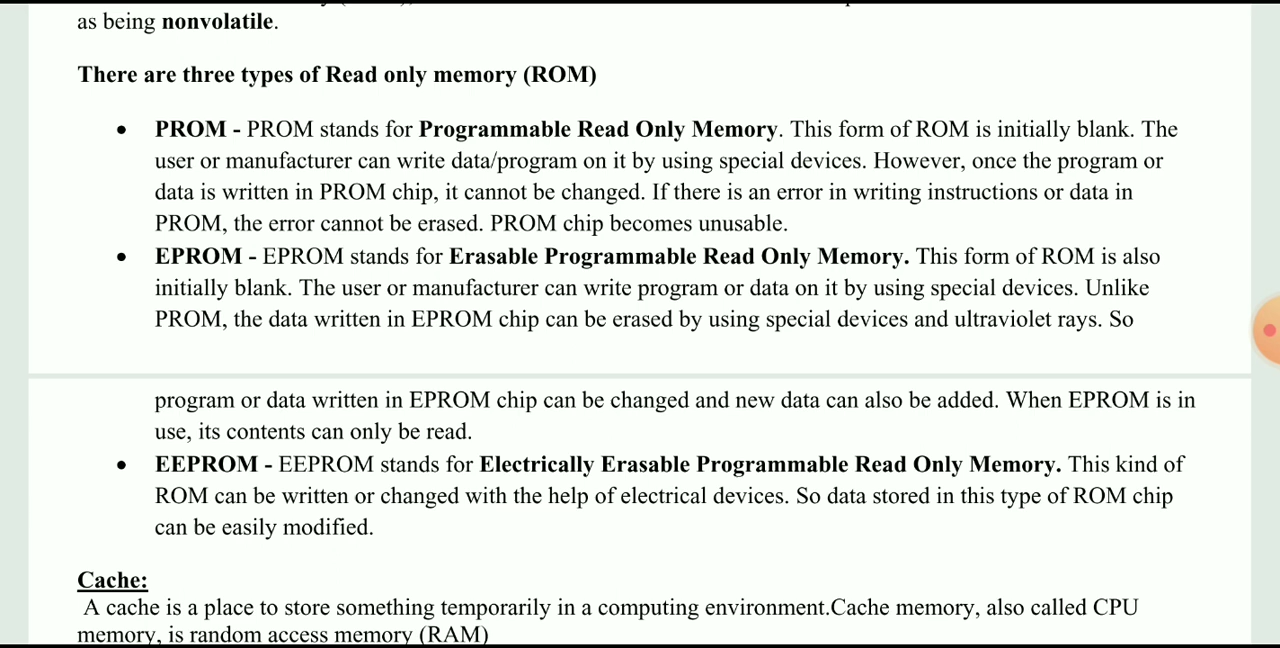 as being nonvolatile.
There are three types of Read only memory (ROM)
• PROM - PROM stands for Programmable Read Only Memory. This form of ROM is initially blank. The
user or manufacturer can write data/program on it by using special devices. However, once the program or
data is written in PROM chip, it cannot be changed. If there is an error in writing instructions or data in
PROM, the error cannot be erased. PROM chip becomes unusable.
• EPROM - EPROM stands for Erasable Programmable Read Only Memory. This form of ROM is also
initially blank. The user or manufacturer can write program or data on it by using special devices. Unlike
PROM, the data written in EPROM chip can be erased by using special devices and ultraviolet rays. So
program or data written in EPROM chip can be changed and new data can also be added. When EPROM is in
use, its contents can only be read.
• EEPROM - EEPROM stands for Electrically Erasable Programmable Read Only Memory. This kind of
ROM can be written or changed with the help of electrical devices. So data stored in this type of ROM chip
can be easily modified.
Cache:
A cache is a place to store something temporarily in a computing environment.Cache memory, also called CPU
memory, is random access memory (RAM)